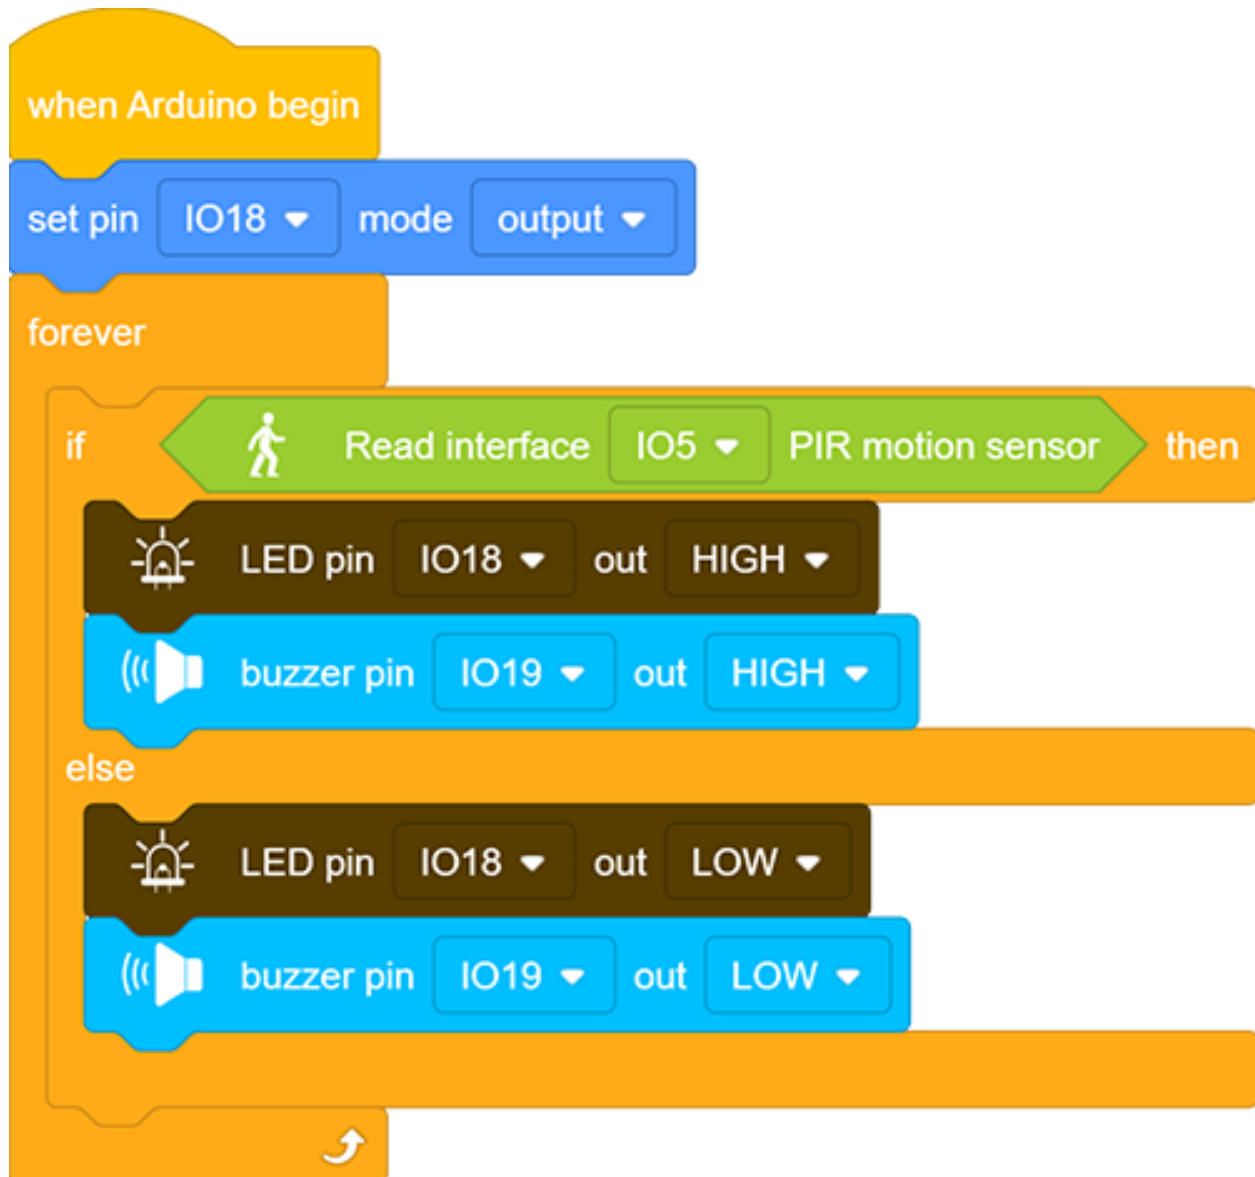 when Arduino begin
set pin IO18 mode output
forever
if Read interface IO5 PIR motion sensor then
LED pin IO18 out HIGH
buzzer pin IO19 out HIGH
else
LED pin IO18 out LOW
buzzer pin IO19 out LOW